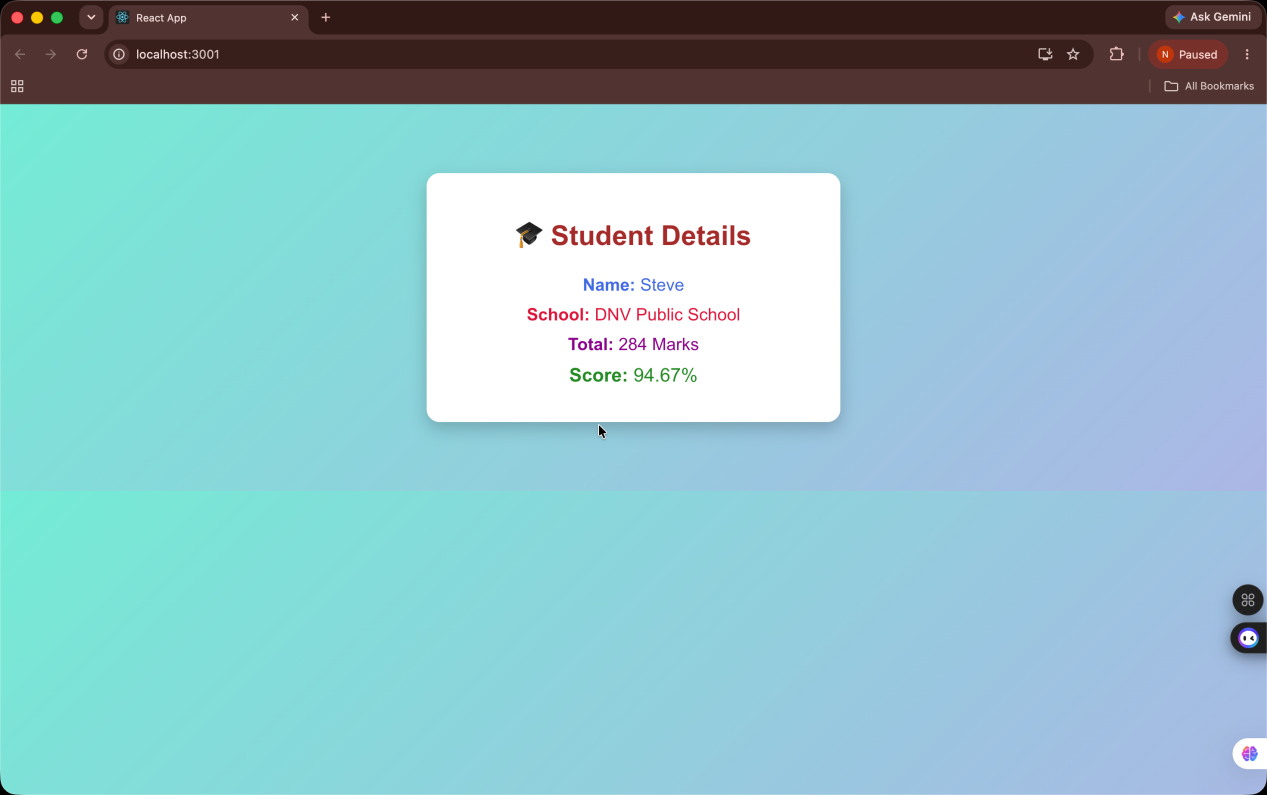 React App
Ask Gemini
localhost:3001
N Paused
All Bookmarks
🎓 Student Details
Name: Steve
School: DNV Public School
Total: 284 Marks
Score: 94.67%